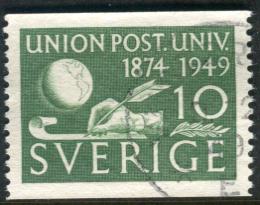 UNION POST. UNIV.
1874 1949
10
SVERIGE